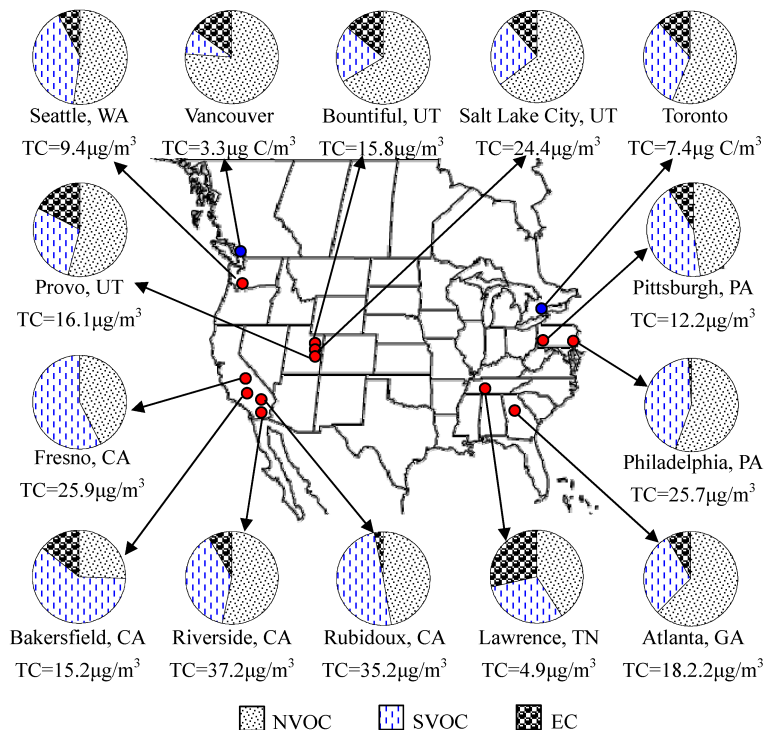 Seattle, WA
TC=9.4μg/m³
Vancouver
TC=3.3μg C/m³
Bountiful, UT
TC=15.8μg/m³
Salt Lake City, UT
TC=24.4μg/m³
Toronto
TC=7.4μg C/m³
Provo, UT
TC=16.1μg/m³
Pittsburgh, PA
TC=12.2μg/m³
Fresno, CA
TC=25.9μg/m³
Philadelphia, PA
TC=25.7μg/m³
Bakersfield, CA
TC=15.2μg/m³
Riverside, CA
TC=37.2μg/m³
Rubidoux, CA
TC=35.2μg/m³
Lawrence, TN
TC=4.9μg/m³
Atlanta, GA
TC=18.2.2μg/m³
NVOC SVOC EC